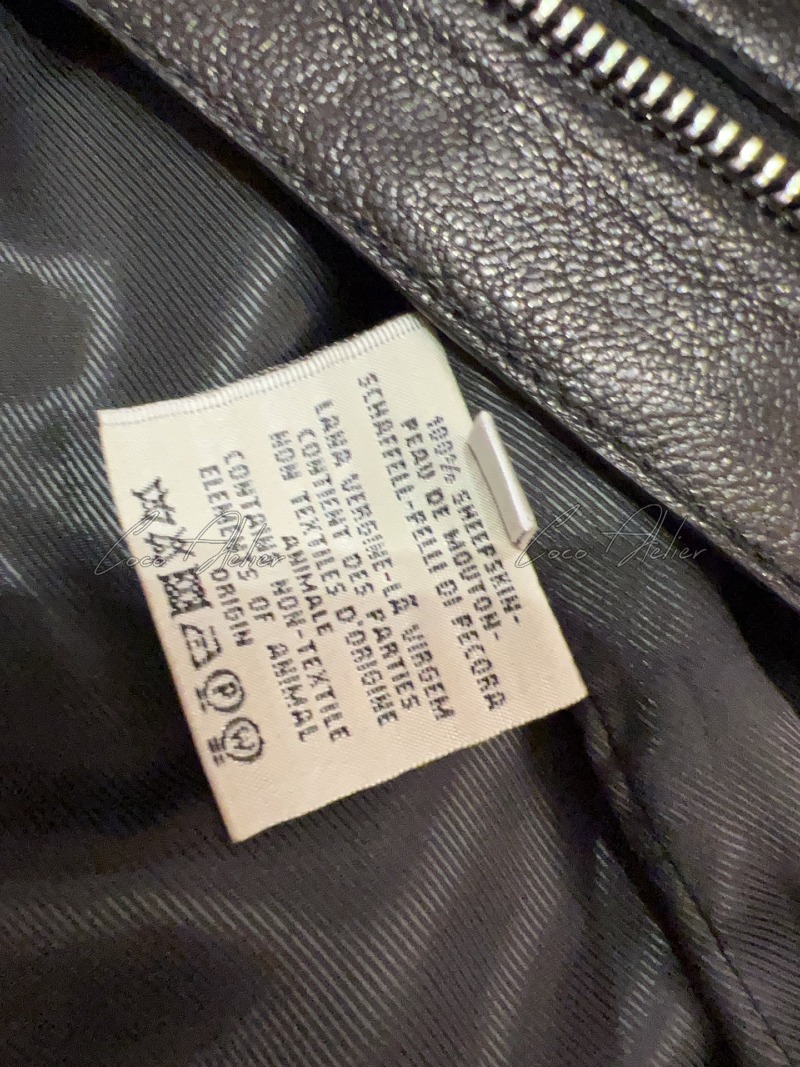 100% SHEEPSKIN-
PEAU DE MOUTON-
SCHAFFELL-PELLI DI PECORA
LANA VERGINE-LÃ VIRGEM
CONTIENT DES PARTIES
NON TEXTILES D'ORIGINE
ANIMALE
CONTAINS NON-TEXTILE
ELEMENTS OF ANIMAL
ORIGIN
P W
Coco Atelier
Coco Atelier